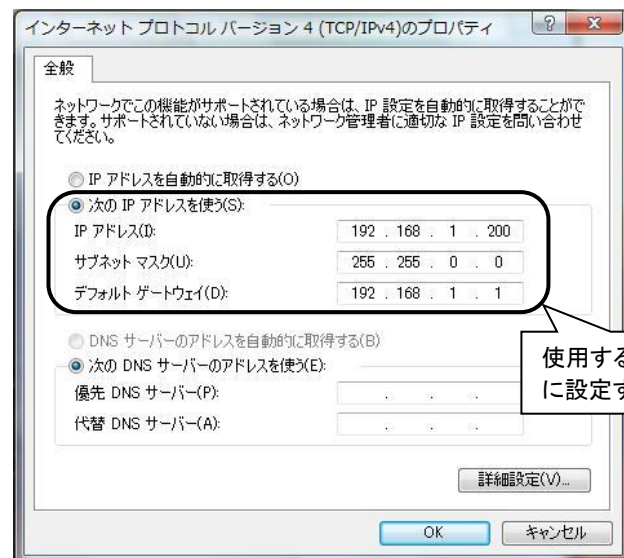 インターネット プロトコル バージョン 4 (TCP/IPv4)のプロパティ
全般
ネットワークでこの機能がサポートされている場合は、IP 設定を自動的に取得することがで
きます。サポートされていない場合は、ネットワーク管理者に適切な IP 設定を問い合わせ
てください。
IP アドレスを自動的に取得する(O)
次の IP アドレスを使う(S):
IP アドレス(I): 192 . 168 . 1 . 200
サブネット マスク(U): 255 . 255 . 0 . 0
デフォルト ゲートウェイ(D): 192 . 168 . 1 . 1
DNS サーバーのアドレスを自動的に取得する(B)
次の DNS サーバーのアドレスを使う(E):
優先 DNS サーバー(P): . . .
代替 DNS サーバー(A): . . .
使用する
に設定す
詳細設定(V)...
OK キャンセル